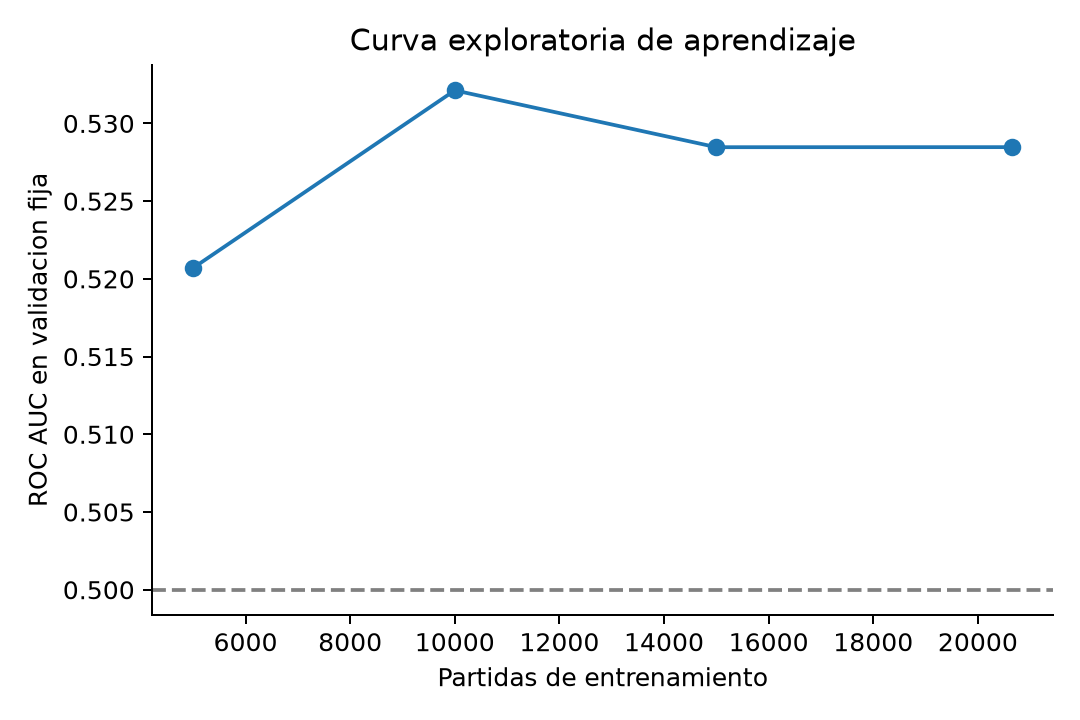 Curva exploratoria de aprendizaje
ROC AUC en validacion fija
0.530
0.525
0.520
0.515
0.510
0.505
0.500
6000 8000 10000 12000 14000 16000 18000 20000
Partidas de entrenamiento